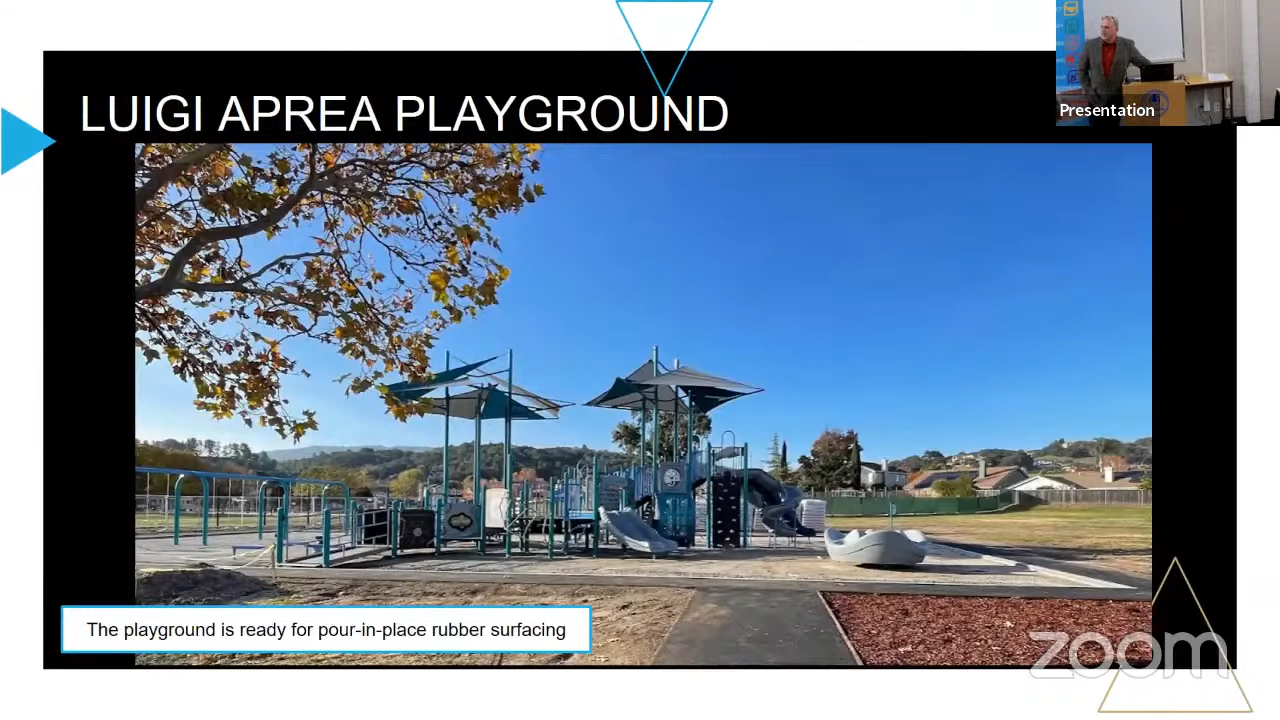 LUIGI APREA PLAYGROUND
Presentation
The playground is ready for pour-in-place rubber surfacing
zoom